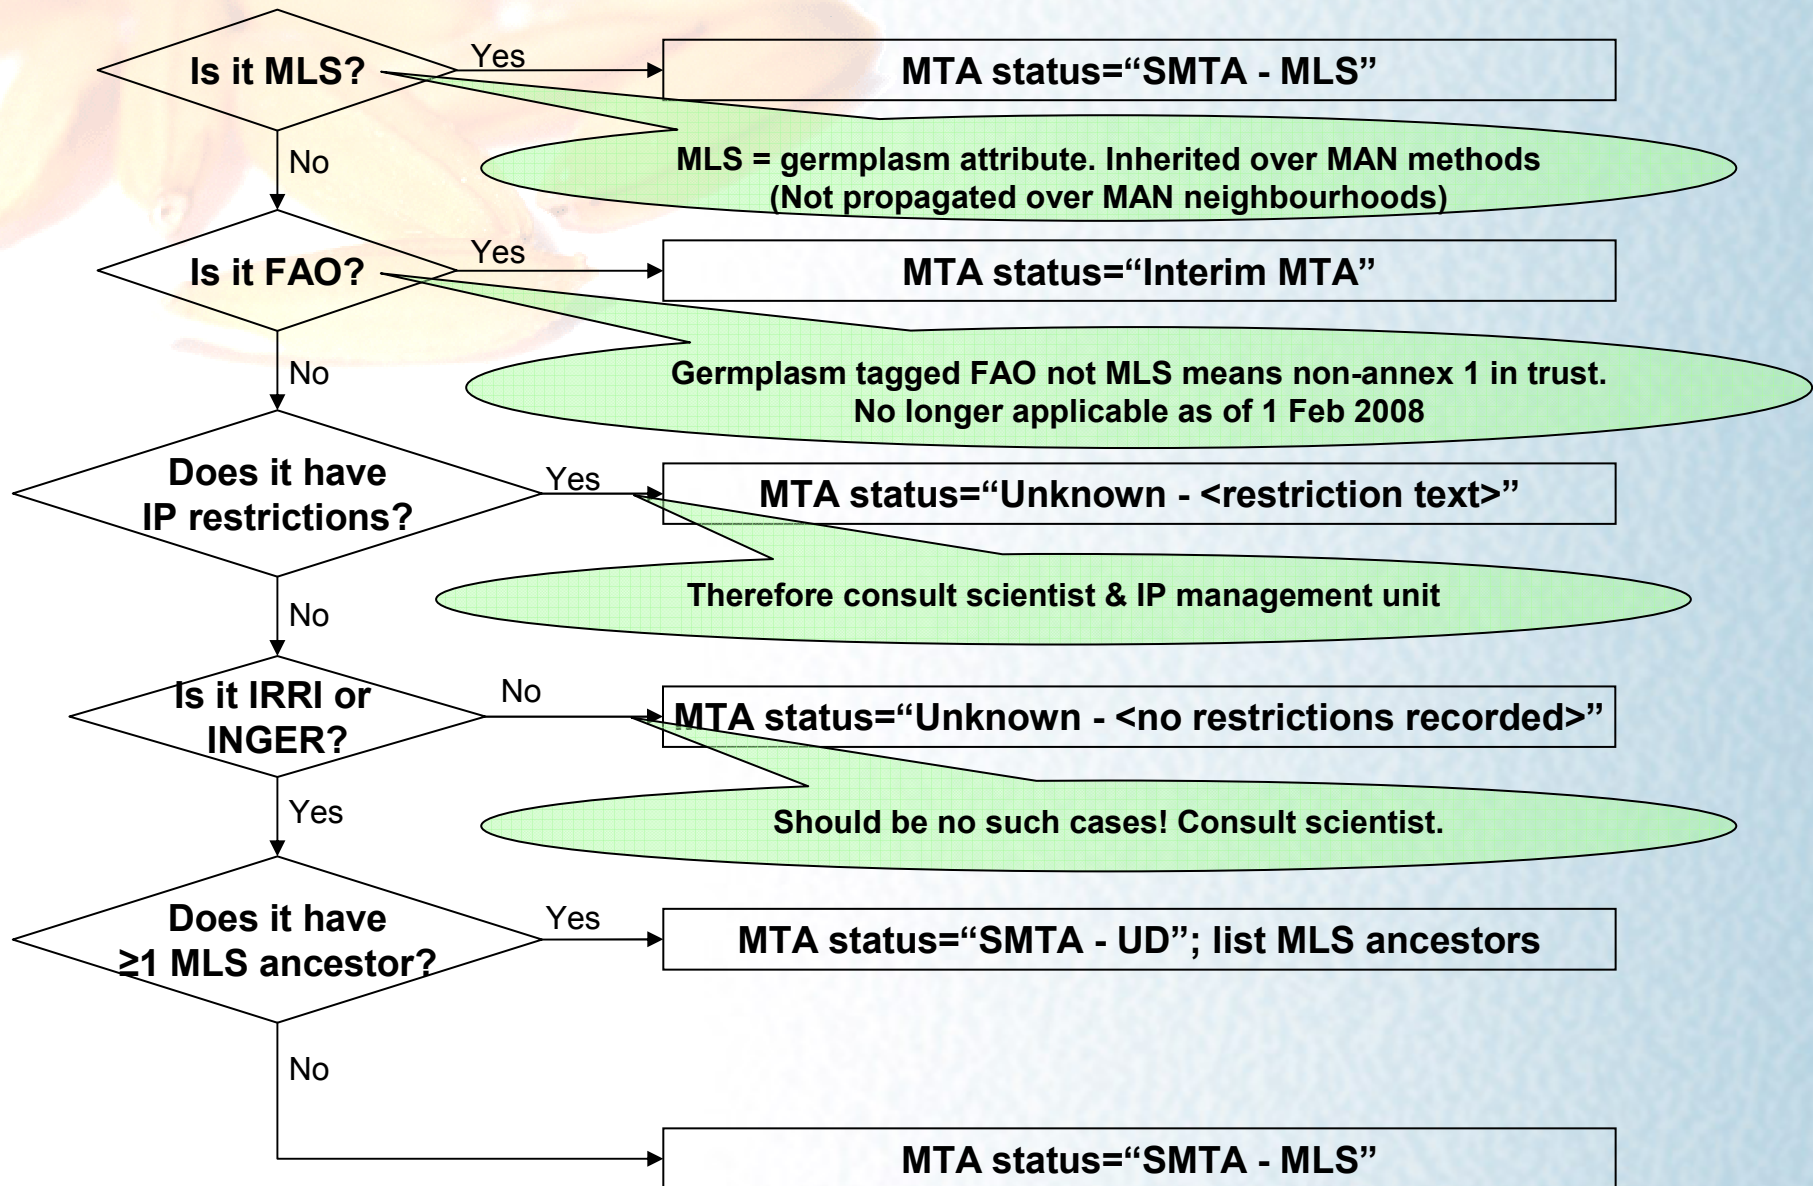 Is it MLS?
Yes
MTA status=“SMTA - MLS”
MLS = germplasm attribute. Inherited over MAN methods
(Not propagated over MAN neighbourhoods)
No
Is it FAO?
Yes
MTA status=“Interim MTA”
Germplasm tagged FAO not MLS means non-annex 1 in trust.
No longer applicable as of 1 Feb 2008
No
Does it have
IP restrictions?
Yes
MTA status=“Unknown - <restriction text>”
Therefore consult scientist & IP management unit
No
Is it IRRI or
INGER?
No
MTA status=“Unknown - <no restrictions recorded>”
Should be no such cases! Consult scientist.
Yes
Does it have
≥1 MLS ancestor?
Yes
MTA status=“SMTA - UD”; list MLS ancestors
No
MTA status=“SMTA - MLS”